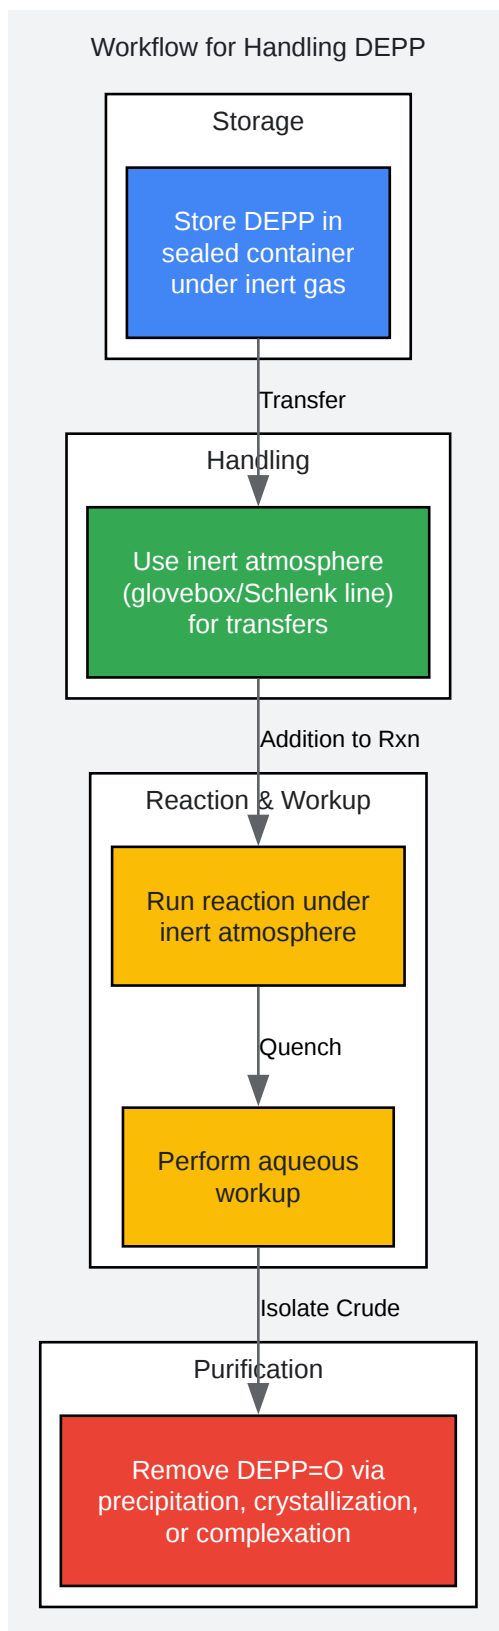 Workflow for Handling DEPP
Storage
Store DEPP in
sealed container
under inert gas
Transfer
Handling
Use inert atmosphere
(glovebox/Schlenk line)
for transfers
Addition to Rxn
Reaction & Workup
Run reaction under
inert atmosphere
Quench
Perform aqueous
workup
Isolate Crude
Purification
Remove DEPP=O via
precipitation, crystallization,
or complexation